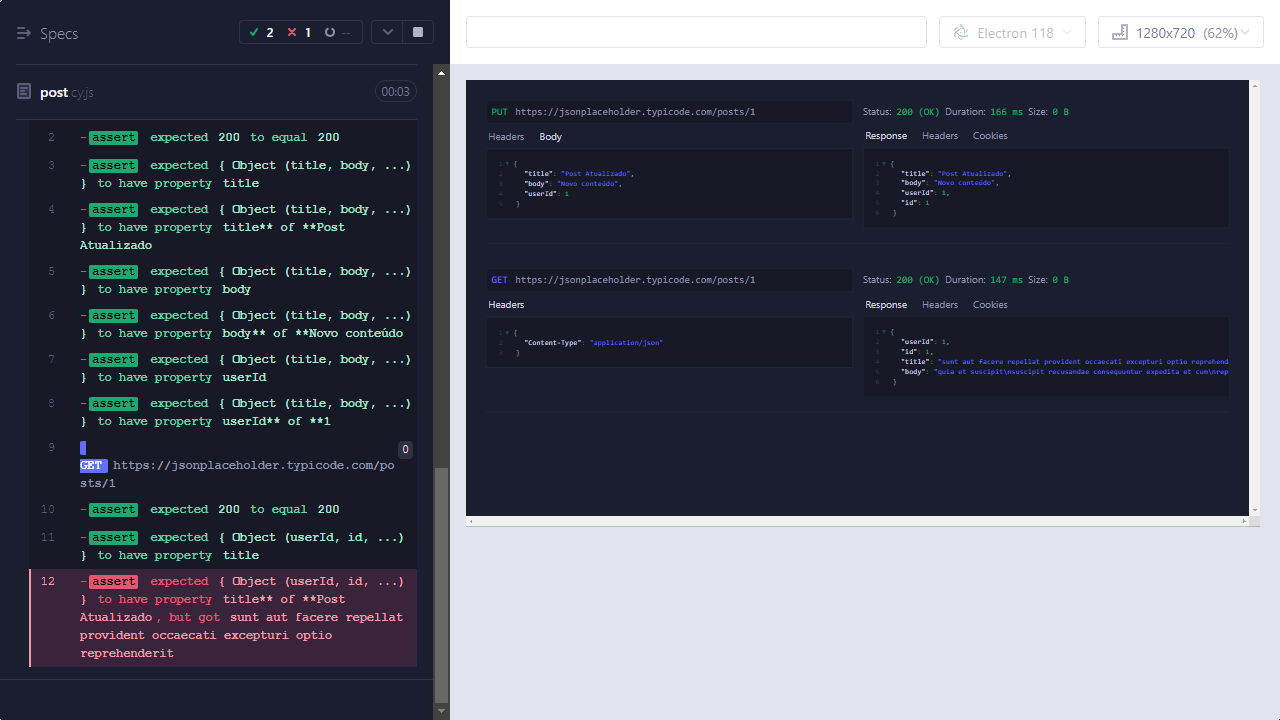 Specs
2
1
--
post.cy.js
00:03
2 -assert expected 200 to equal 200
3 -assert expected { Object (title, body, ...)
} to have property title
4 -assert expected { Object (title, body, ...)
} to have property title** of **Post
Atualizado
5 -assert expected { Object (title, body, ...)
} to have property body
6 -assert expected { Object (title, body, ...)
} to have property body** of **Novo conteúdo
7 -assert expected { Object (title, body, ...)
} to have property userId
8 -assert expected { Object (title, body, ...)
} to have property userId** of **1
9 0
GET https://jsonplaceholder.typicode.com/po
sts/1
10 -assert expected 200 to equal 200
11 -assert expected { Object (userId, id, ...)
} to have property title
12 -assert expected { Object (userId, id, ...)
} to have property title** of **Post
Atualizado, but got sunt aut facere repellat
provident occaecati excepturi optio
reprehenderit
Electron 118
1280x720 (62%)
PUT https://jsonplaceholder.typicode.com/posts/1
Headers Body
1 {
2 "title": "Post Atualizado",
3 "body": "Novo conteúdo",
4 "userId": 1
5 }
Status: 200 (OK) Duration: 166 ms Size: 0 B
Response Headers Cookies
1 {
2 "title": "Post Atualizado",
3 "body": "Novo conteúdo",
4 "userId": 1,
5 "id": 1
6 }
GET https://jsonplaceholder.typicode.com/posts/1
Headers
1 {
2 "Content-Type": "application/json"
3 }
Status: 200 (OK) Duration: 147 ms Size: 0 B
Response Headers Cookies
1 {
2 "userId": 1,
3 "id": 1,
4 "title": "sunt aut facere repellat provident occaecati excepturi optio reprehend
5 "body": "quia et suscipit\nsuscipit recusandae consequuntur expedita et cum\nrep
6 }